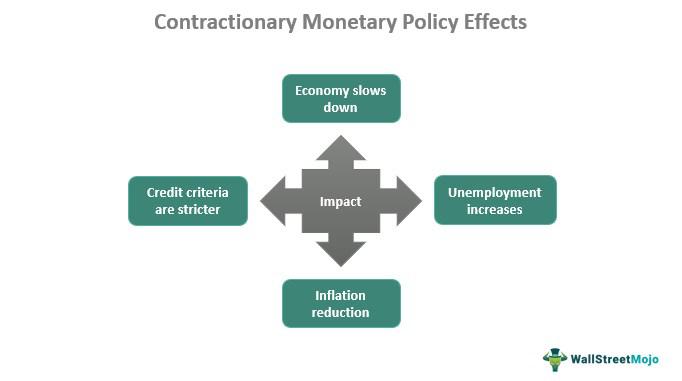 Contractionary Monetary Policy Effects
Economy slows
down
Credit criteria
are stricter
Impact
Unemployment
increases
Inflation
reduction
WallStreetMojo